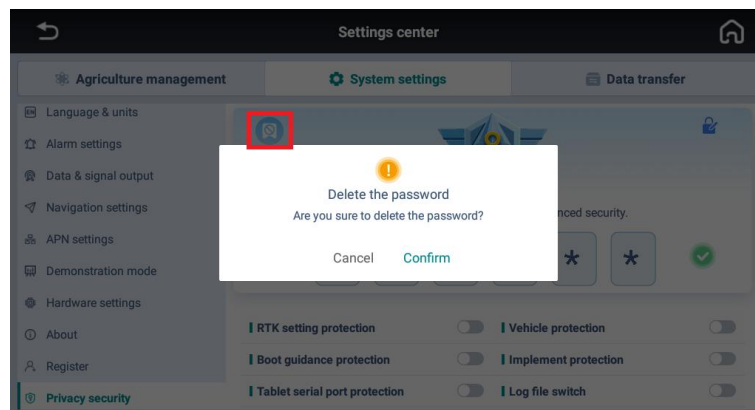 Settings center
Agriculture management
System settings
Data transfer
EN Language & units
Alarm settings
Data & signal output
Navigation settings
APN settings
Demonstration mode
Hardware settings
About
Register
Privacy security
!
Delete the password
Are you sure to delete the password?
Cancel Confirm
nced security.
* *
RTK setting protection
Vehicle protection
Boot guidance protection
Implement protection
Tablet serial port protection
Log file switch